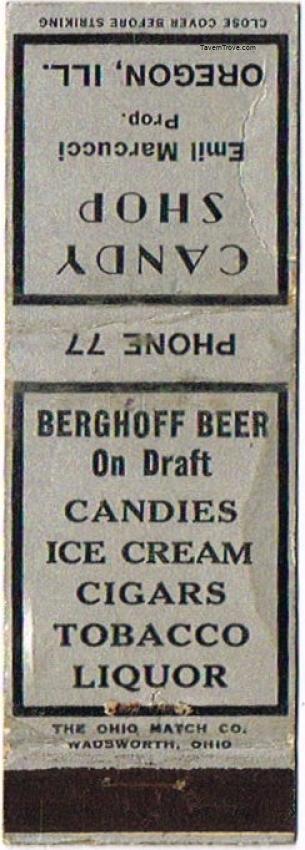 TavernTrove.com
CLOSE COVER BEFORE STRIKING
CANDY
SHOP
Emil Marcucci
Prop.
OREGON, ILL.
PHONE 77
BERGHOFF BEER
On Draft
CANDIES
ICE CREAM
CIGARS
TOBACCO
LIQUOR
THE OHIO MATCH CO.
WADSWORTH, OHIO